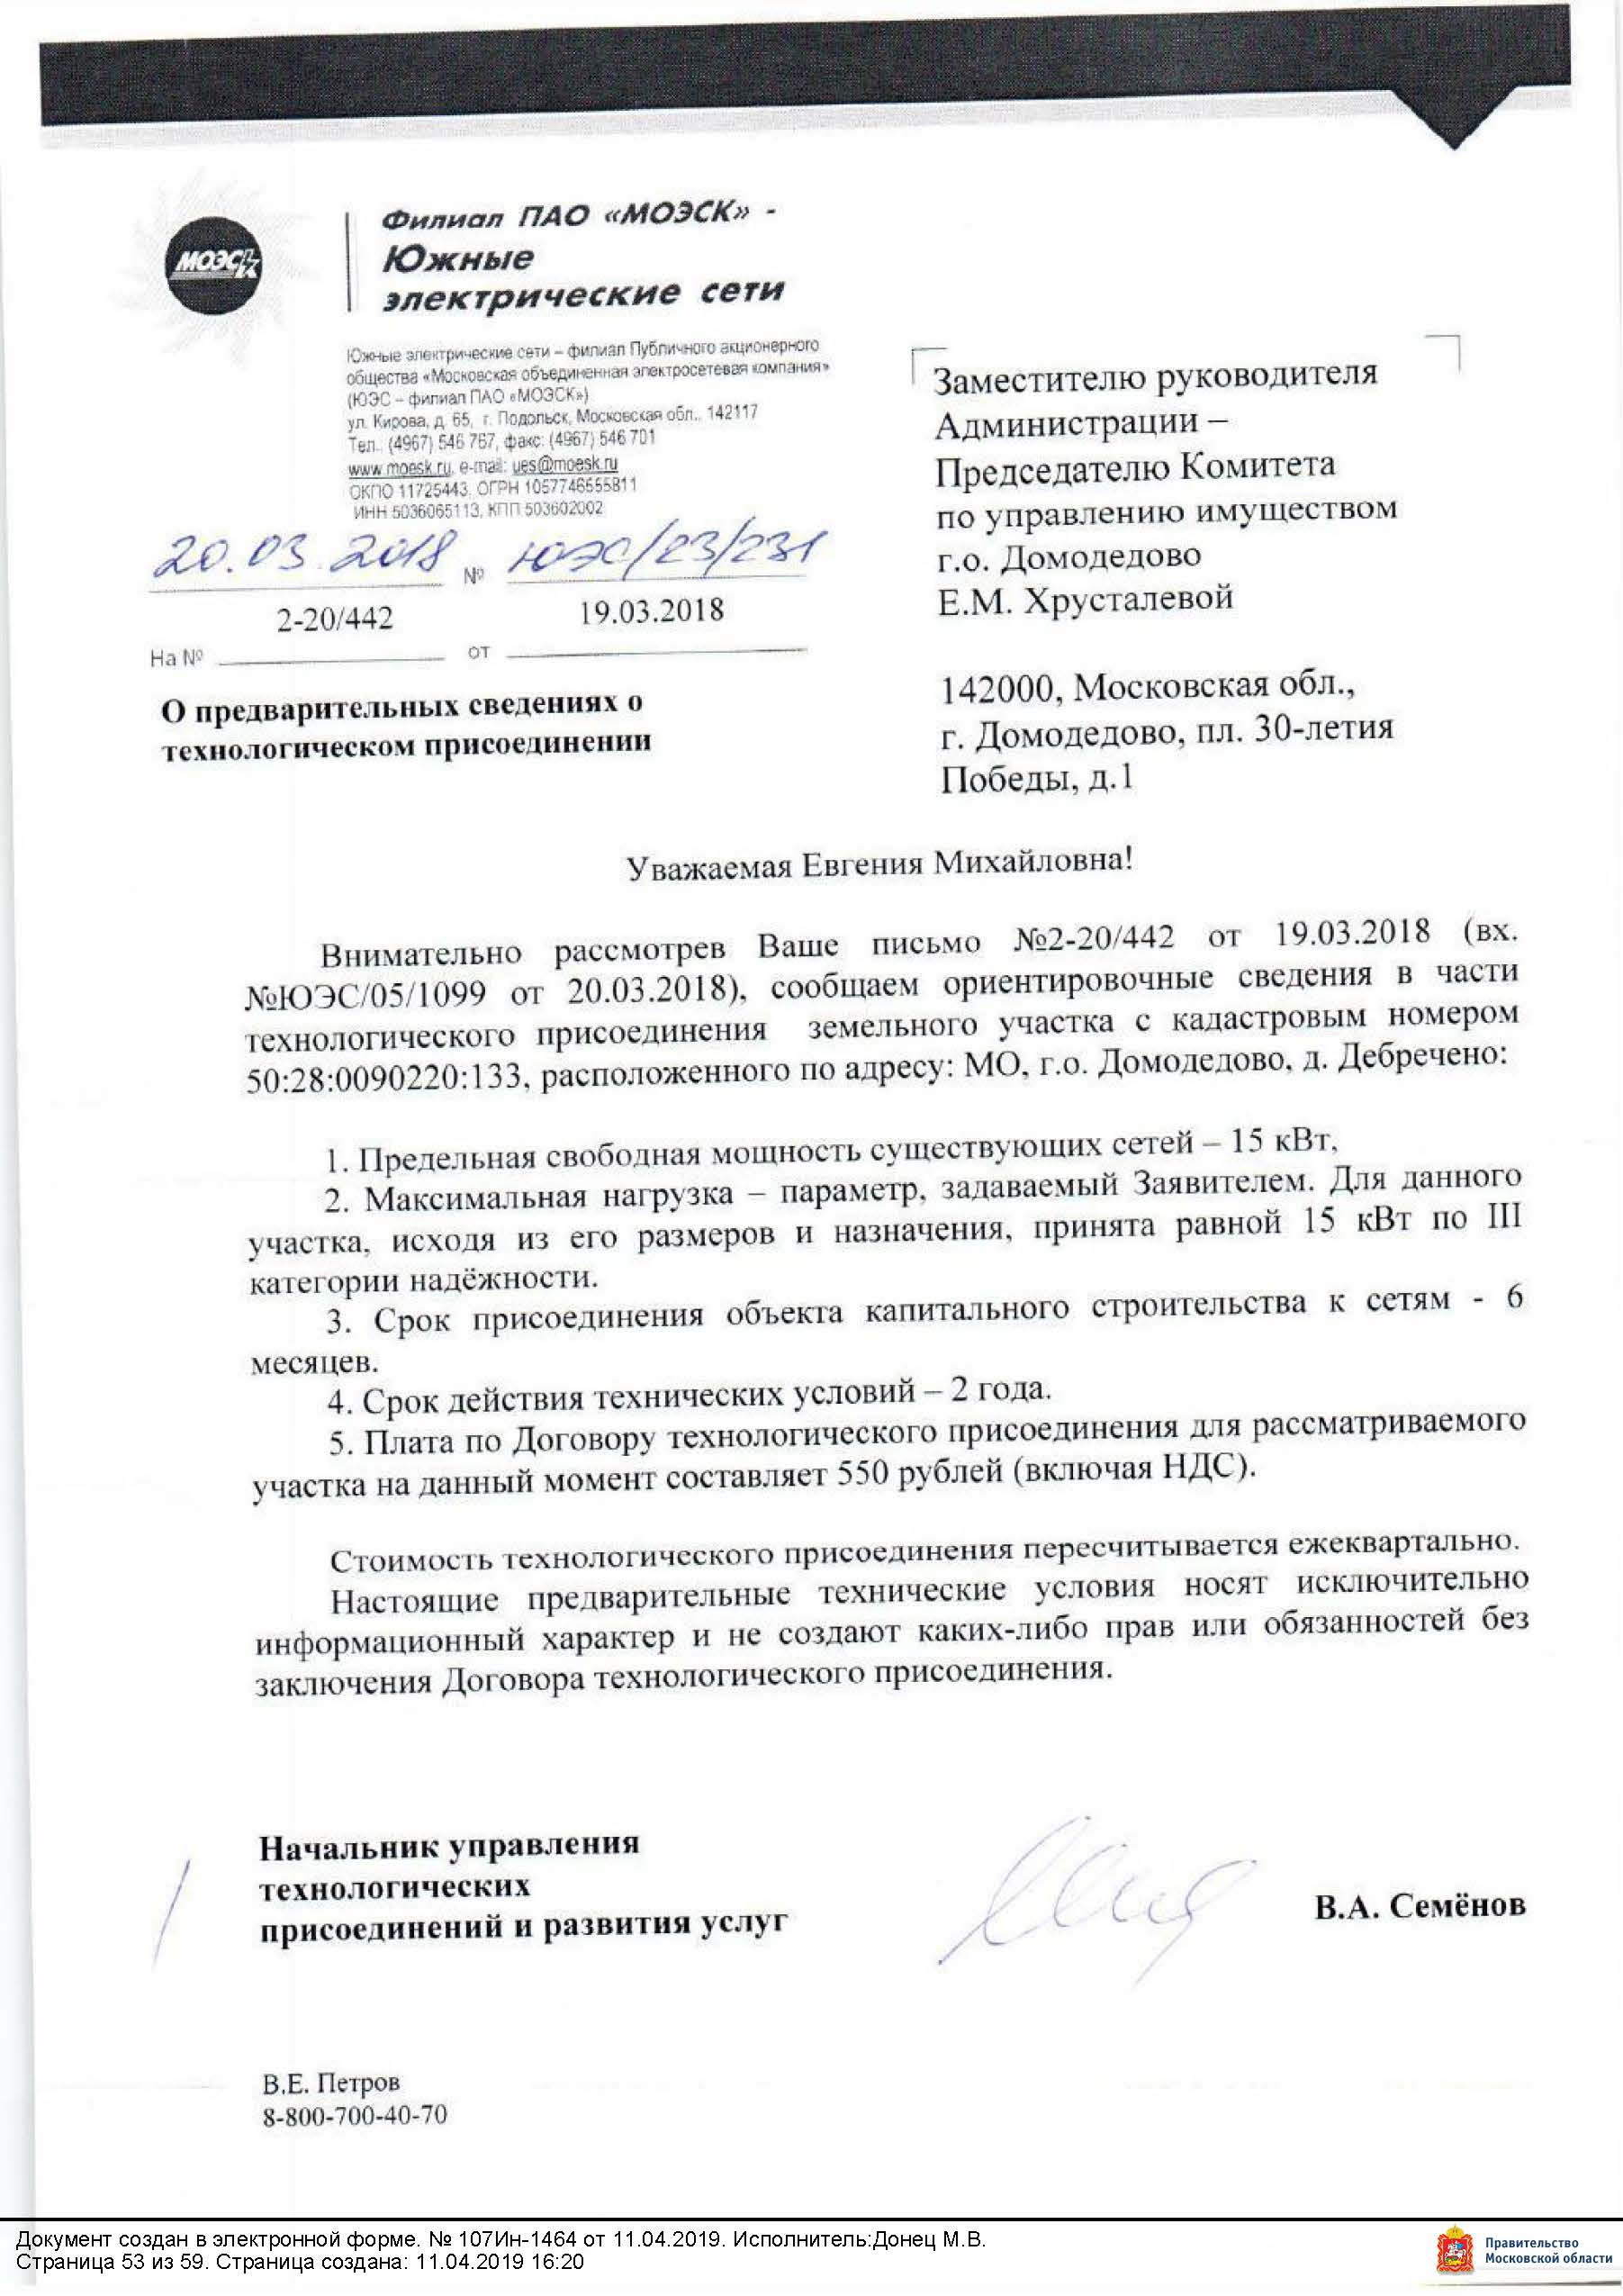 МОЭСК
Филиал ПАО «МОЭСК» -
Южные
электрические сети
Южные электрические сети – филиал Публичного акционерного
общества «Московская объединенная электросетевая компания»
(ЮЭС – филиал ПАО «МОЭСК»)
ул. Кирова, д. 65, г. Подольск, Московская обл., 142117
Тел.: (4967) 546 767, факс: (4967) 546 701
www.moesk.ru, e-mail: ues@moesk.ru
ОКПО 11725443, ОГРН 1057746555811
ИНН 5036065113, КПП 503602002
20.03.2018 № ЮЭС/23/231
2-20/442 19.03.2018
На № от
О предварительных сведениях о
технологическом присоединении
Заместителю руководителя
Администрации –
Председателю Комитета
по управлению имуществом
г.о. Домодедово
Е.М. Хрусталевой
142000, Московская обл.,
г. Домодедово, пл. 30-летия
Победы, д.1
Уважаемая Евгения Михайловна!
Внимательно рассмотрев Ваше письмо №2-20/442 от 19.03.2018 (вх.
№ЮЭС/05/1099 от 20.03.2018), сообщаем ориентировочные сведения в части
технологического присоединения земельного участка с кадастровым номером
50:28:0090220:133, расположенного по адресу: МО, г.о. Домодедово, д. Дебречено:
1. Предельная свободная мощность существующих сетей – 15 кВт,
2. Максимальная нагрузка – параметр, задаваемый Заявителем. Для данного
участка, исходя из его размеров и назначения, принята равной 15 кВт по III
категории надёжности.
3. Срок присоединения объекта капитального строительства к сетям - 6
месяцев.
4. Срок действия технических условий – 2 года.
5. Плата по Договору технологического присоединения для рассматриваемого
участка на данный момент составляет 550 рублей (включая НДС).
Стоимость технологического присоединения пересчитывается ежеквартально.
Настоящие предварительные технические условия носят исключительно
информационный характер и не создают каких-либо прав или обязанностей без
заключения Договора технологического присоединения.
Начальник управления
технологических
присоединений и развития услуг
В.А. Семёнов
В.Е. Петров
8-800-700-40-70
Документ создан в электронной форме. № 107Ин-1464 от 11.04.2019. Исполнитель:Донец М.В.
Страница 53 из 59. Страница создана: 11.04.2019 16:20
Правительство
Московской области